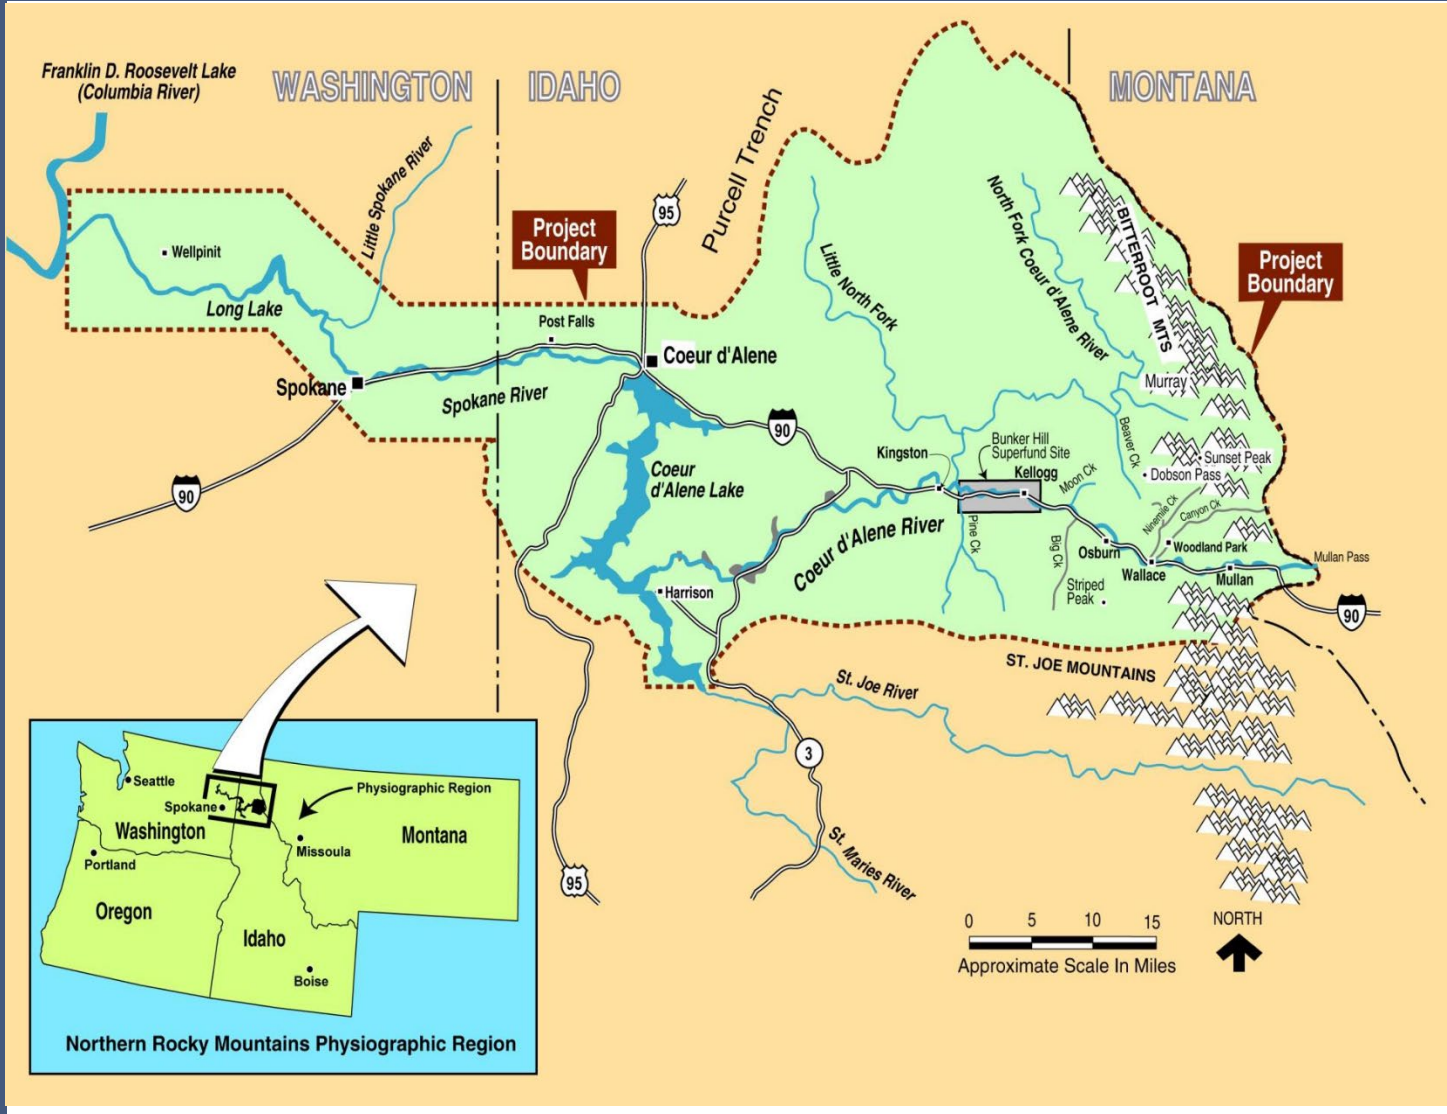 Franklin D. Roosevelt Lake
(Columbia River)
WASHINGTON
IDAHO
MONTANA
Little Spokane River
Purcell Trench
95
Project
Boundary
Wellpinit
Long Lake
Post Falls
Coeur d'Alene
Spokane
Spokane River
90
90
Little North Fork
North Fork Coeur d'Alene River
BITTERROOT MTS
Project
Boundary
Murray
Beaver Ck
Sunset Peak
Dobson Pass
Kingston
Bunker Hill
Superfund Site
Kellogg
Moon Ck
Ninemile Ck
Canyon Ck
Coeur
d'Alene Lake
Coeur d'Alene River
Pine Ck
Big Ck
Osburn
Woodland Park
Wallace
Mullan
Mullan Pass
Harrison
Striped
Peak
90
ST. JOE MOUNTAINS
St. Joe River
3
St. Maries River
95
Seattle
Spokane
Washington
Physiographic Region
Montana
Missoula
Portland
Oregon
Idaho
Boise
Northern Rocky Mountains Physiographic Region
0 5 10 15
Approximate Scale In Miles
NORTH